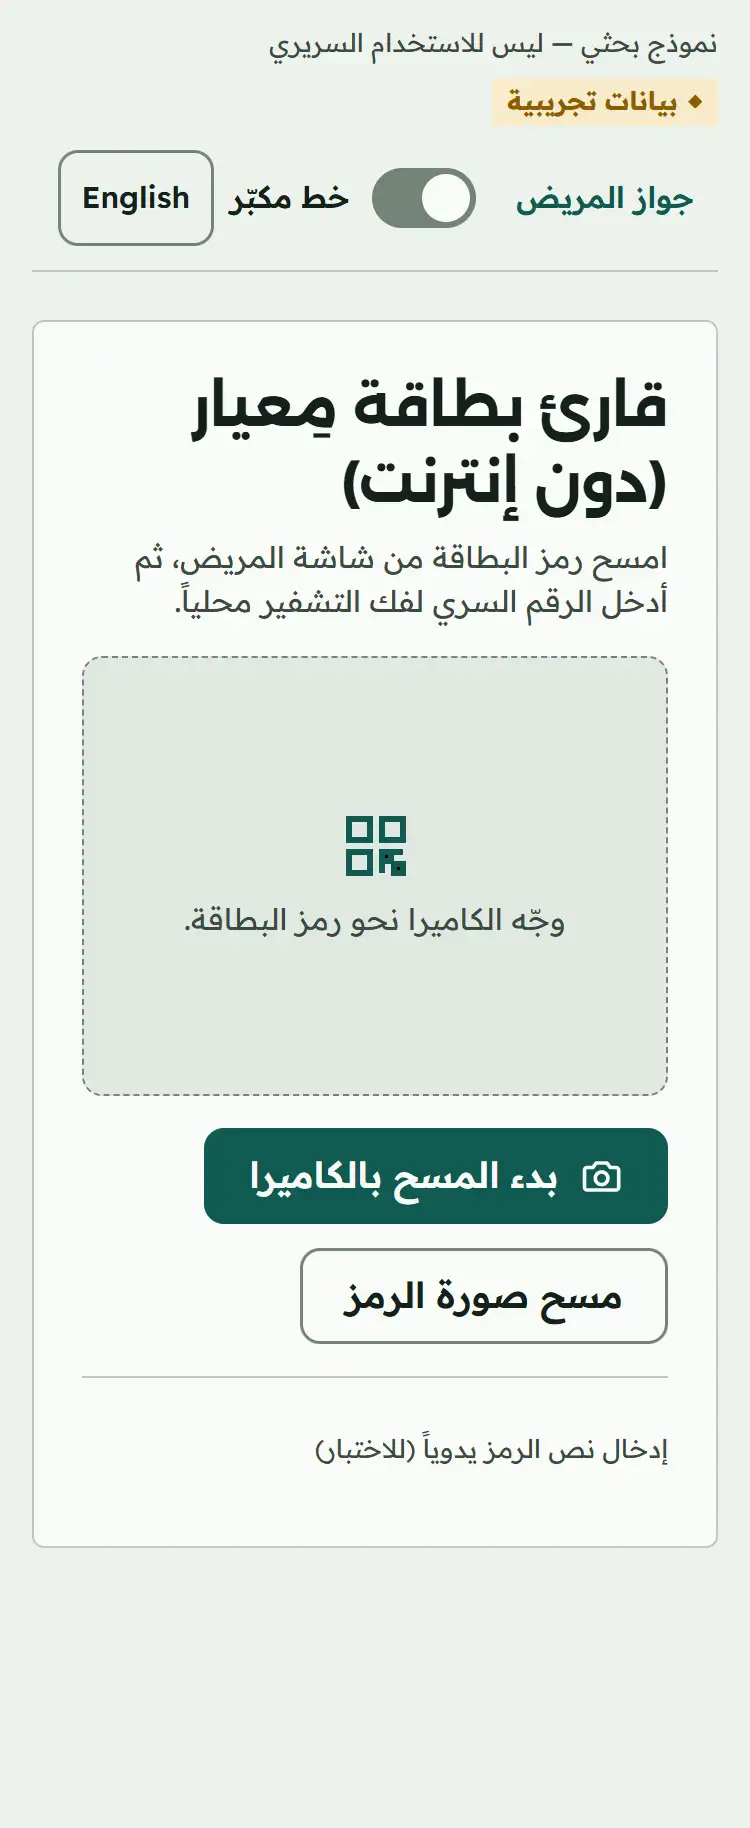 نموذج بحثي — ليس للاستخدام السريري
◆ بيانات تجريبية
جواز المريض
خط مكبّر
English
قارئ بطاقة مِعيار
(دون إنترنت)
امسح رمز البطاقة من شاشة المريض، ثم
أدخل الرقم السري لفك التشفير محلياً.
وجّه الكاميرا نحو رمز البطاقة.
بدء المسح بالكاميرا
مسح صورة الرمز
إدخال نص الرمز يدوياً (للاختبار)